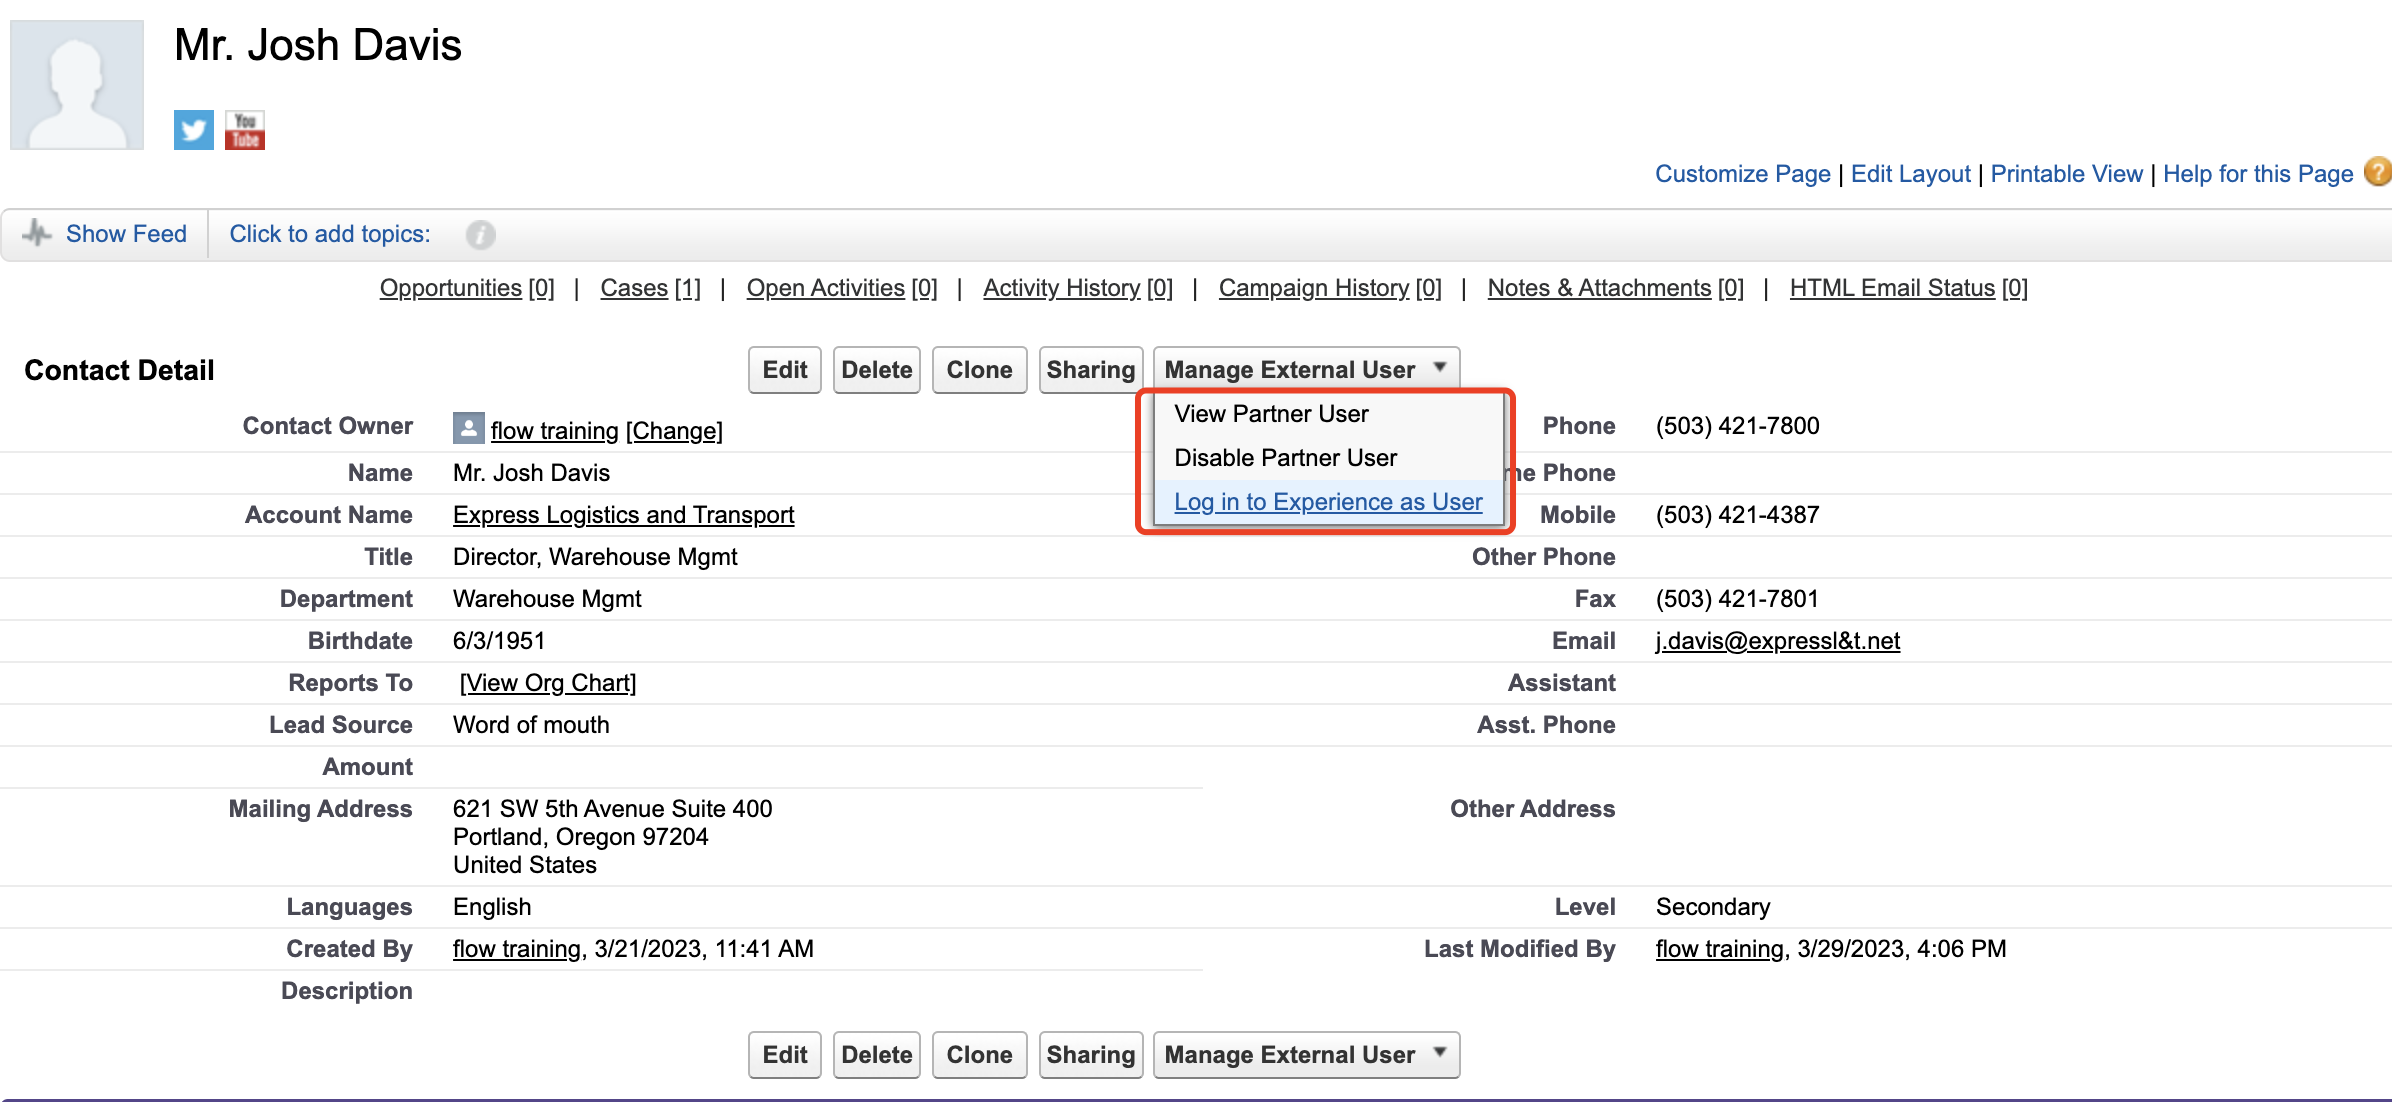 Mr. Josh Davis
You
Tube
Customize Page | Edit Layout | Printable View | Help for this Page ?
Show Feed Click to add topics: i
Opportunities [0] | Cases [1] | Open Activities [0] | Activity History [0] | Campaign History [0] | Notes & Attachments [0] | HTML Email Status [0]
Contact Detail Edit Delete Clone Sharing Manage External User
View Partner User
Disable Partner User
Log in to Experience as User
Contact Owner flow training [Change] Phone (503) 421-7800
Name Mr. Josh Davis Phone
Account Name Express Logistics and Transport Mobile (503) 421-4387
Title Director, Warehouse Mgmt Other Phone
Department Warehouse Mgmt Fax (503) 421-7801
Birthdate 6/3/1951 Email j.davis@expressl&t.net
Reports To [View Org Chart] Assistant
Lead Source Word of mouth Asst. Phone
Amount
Mailing Address 621 SW 5th Avenue Suite 400 Other Address
Portland, Oregon 97204
United States
Languages English Level Secondary
Created By flow training, 3/21/2023, 11:41 AM Last Modified By flow training, 3/29/2023, 4:06 PM
Description
Edit Delete Clone Sharing Manage External User